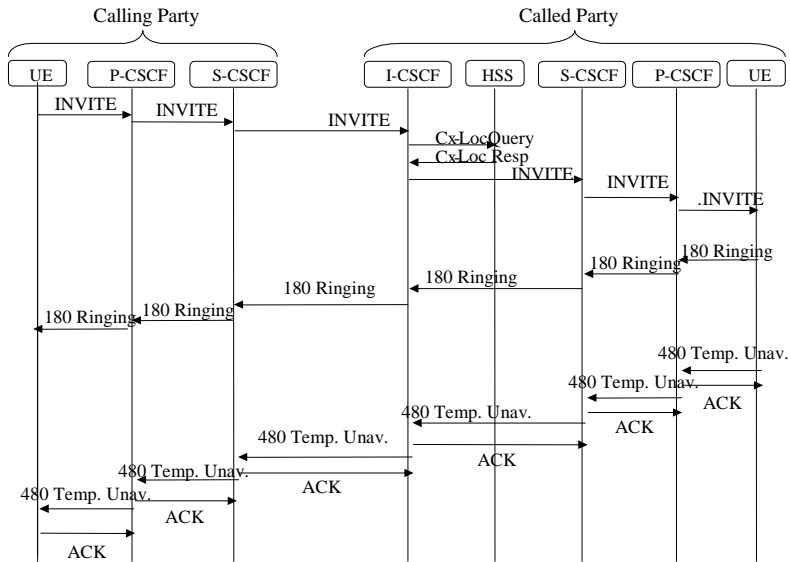 Calling Party
Called Party
UE
P-CSCF
S-CSCF
I-CSCF
HSS
S-CSCF
P-CSCF
UE
INVITE
INVITE
INVITE
Cx-LocQuery
Cx-Loc Resp
INVITE
INVITE
.INVITE
180 Ringing
180 Ringing
180 Ringing
180 Ringing
180 Ringing
180 Ringing
480 Temp. Unav.
480 Temp. Unav.
ACK
480 Temp. Unav.
ACK
480 Temp. Unav.
ACK
480 Temp. Unav.
ACK
480 Temp. Unav.
ACK
ACK